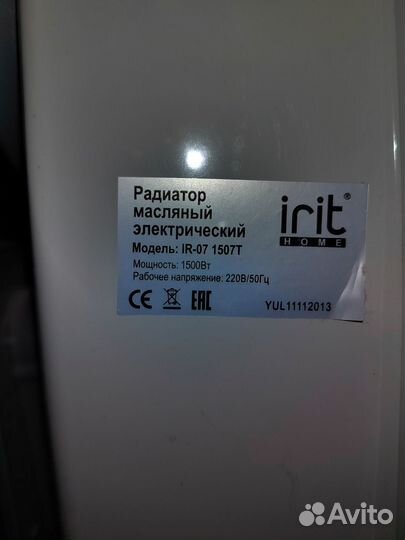 Радиатор
масляный
электрический
Модель: IR-07 1507T
Мощность: 1500Вт
Рабочее напряжение: 220В/50Гц
irit®
HOME
CE EAC
YUL11112013
Avito